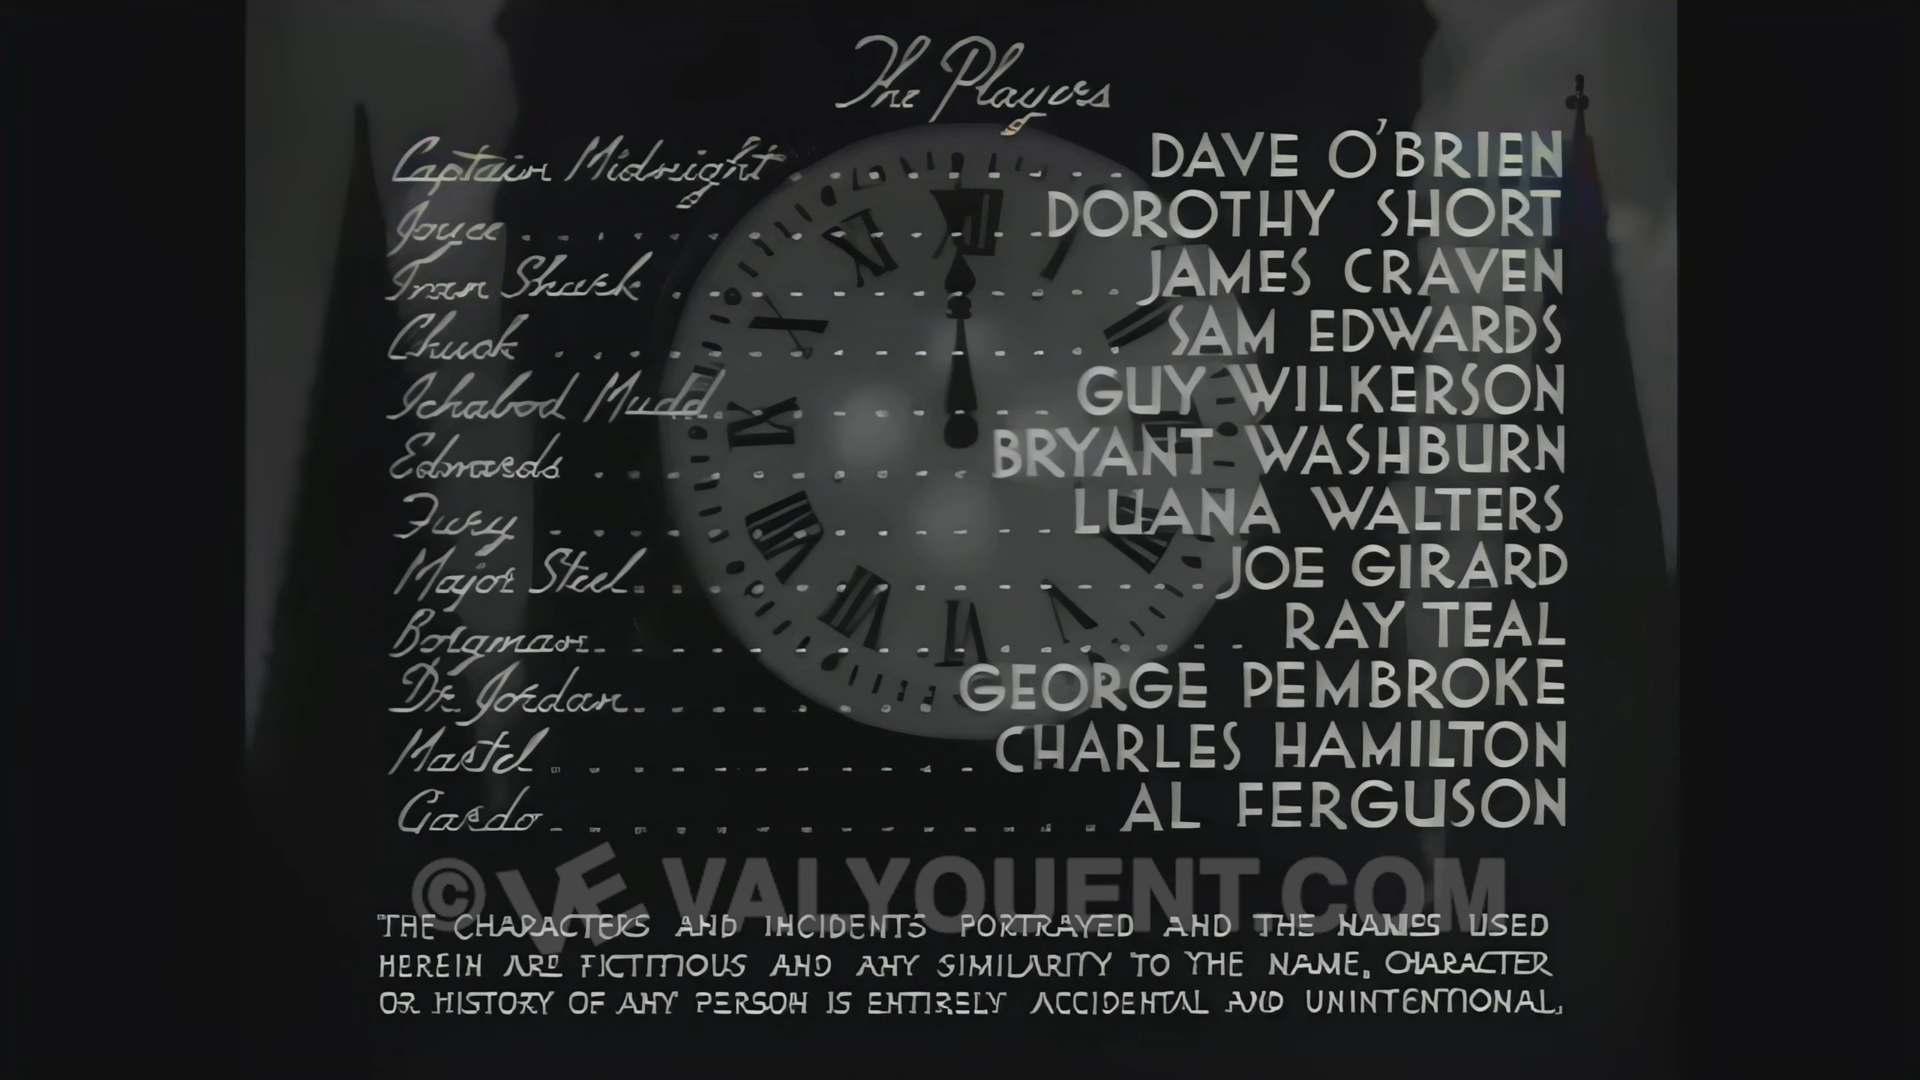 The Players
Captain Midnight . . . . . . . . . DAVE O'BRIEN
Joyce . . . . . . . . . . . . . DOROTHY SHORT
Ivan Shark . . . . . . . . . . . . JAMES CRAVEN
Chuck . . . . . . . . . . . . . . SAM EDWARDS
Ichabod Mudd . . . . . . . . . GUY WILKERSON
Edwards . . . . . . . . . . BRYANT WASHBURN
Fury . . . . . . . . . . . . . LUANA WALTERS
Major Steel . . . . . . . . . . . . . . JOE GIRARD
Borgman . . . . . . . . . . . . . . . . RAY TEAL
Dr. Jordan . . . . . . . . GEORGE PEMBROKE
Martel . . . . . . . . . . . CHARLES HAMILTON
Gardo . . . . . . . . . . . . . . AL FERGUSON
© VE VALYOUENT.COM
THE CHARACTERS AND INCIDENTS PORTRAYED AND THE NAMES USED
HEREIN ARE FICTITIOUS AND ANY SIMILARITY TO THE NAME, CHARACTER
OR HISTORY OF ANY PERSON IS ENTIRELY ACCIDENTAL AND UNINTENTIONAL.